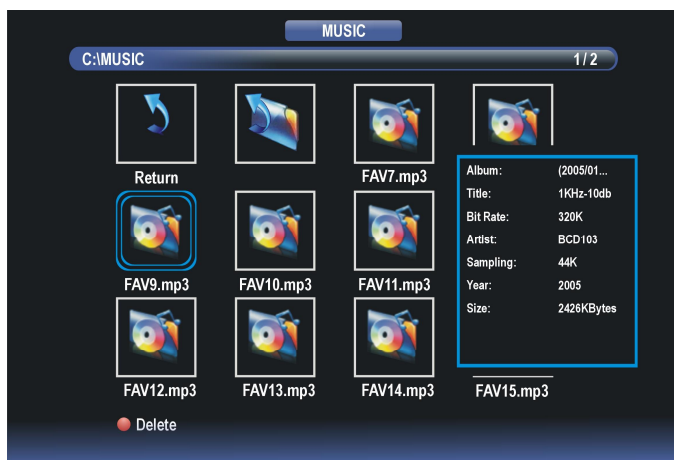 MUSIC
C:\MUSIC 1/2
Return FAV7.mp3
Album: (2005/01...
Title: 1KHz-10db
Bit Rate: 320K
Artist: BCD103
Sampling: 44K
Year: 2005
Size: 2426KBytes
FAV9.mp3 FAV10.mp3 FAV11.mp3
FAV12.mp3 FAV13.mp3 FAV14.mp3 FAV15.mp3
Delete